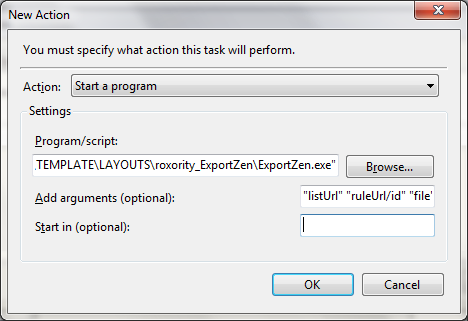 New Action
You must specify what action this task will perform.
Action: Start a program
Settings
Program/script:
.TEMPLATE\LAYOUTS\roxority_ExportZen\ExportZen.exe" Browse...
Add arguments (optional): "listUrl" "ruleUrl/id" "file"
Start in (optional):
OK Cancel